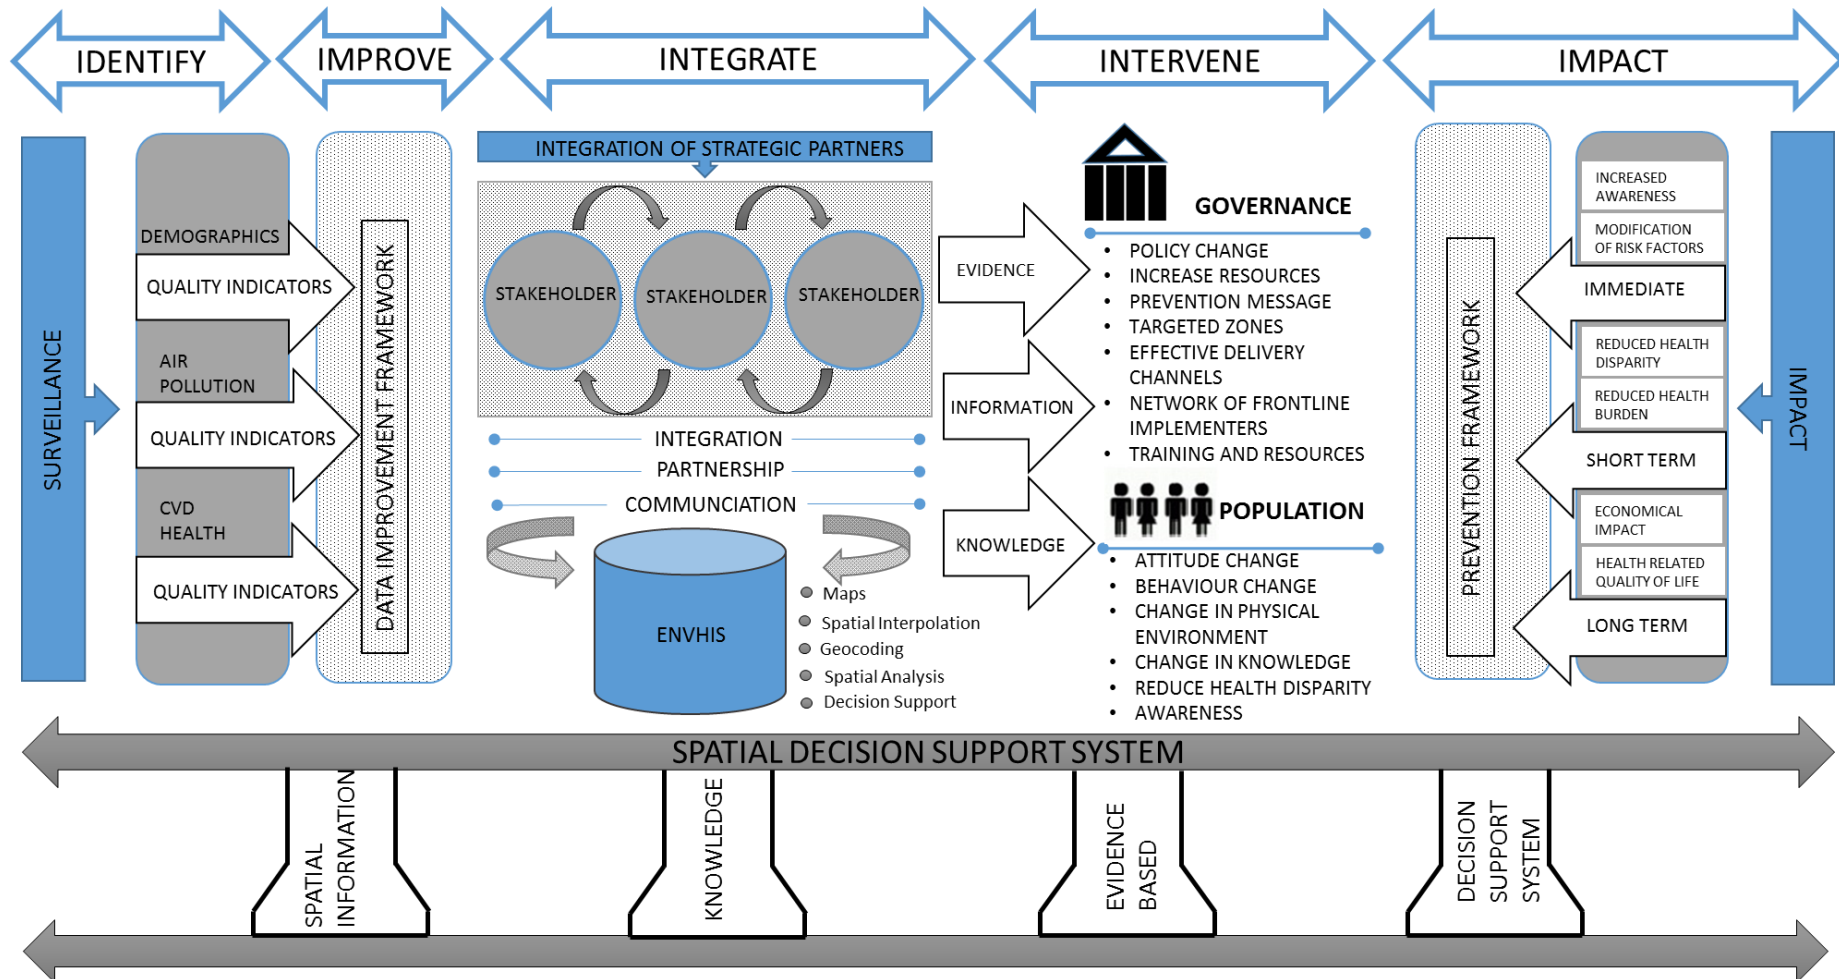 IDENTIFY
IMPROVE
INTEGRATE
INTERVENE
IMPACT
SURVEILLANCE
DEMOGRAPHICS
QUALITY INDICATORS
AIR
POLLUTION
QUALITY INDICATORS
CVD
HEALTH
QUALITY INDICATORS
DATA IMPROVEMENT FRAMEWORK
INTEGRATION OF STRATEGIC PARTNERS
STAKEHOLDER
STAKEHOLDER
STAKEHOLDER
INTEGRATION
PARTNERSHIP
COMMUNCIATION
ENVHIS
Maps
Spatial Interpolation
Geocoding
Spatial Analysis
Decision Support
EVIDENCE
INFORMATION
KNOWLEDGE
GOVERNANCE
• POLICY CHANGE
• INCREASE RESOURCES
• PREVENTION MESSAGE
• TARGETED ZONES
• EFFECTIVE DELIVERY
CHANNELS
• NETWORK OF FRONTLINE
IMPLEMENTERS
• TRAINING AND RESOURCES
POPULATION
• ATTITUDE CHANGE
• BEHAVIOUR CHANGE
• CHANGE IN PHYSICAL
ENVIRONMENT
• CHANGE IN KNOWLEDGE
• REDUCE HEALTH DISPARITY
• AWARENESS
PREVENTION FRAMEWORK
INCREASED
AWARENESS
MODIFICATION
OF RISK FACTORS
IMMEDIATE
REDUCED HEALTH
DISPARITY
REDUCED HEALTH
BURDEN
SHORT TERM
ECONOMICAL
IMPACT
HEALTH RELATED
QUALITY OF LIFE
LONG TERM
IMPACT
SPATIAL DECISION SUPPORT SYSTEM
SPATIAL
INFORMATION
KNOWLEDGE
EVIDENCE
BASED
DECISION
SUPPORT
SYSTEM